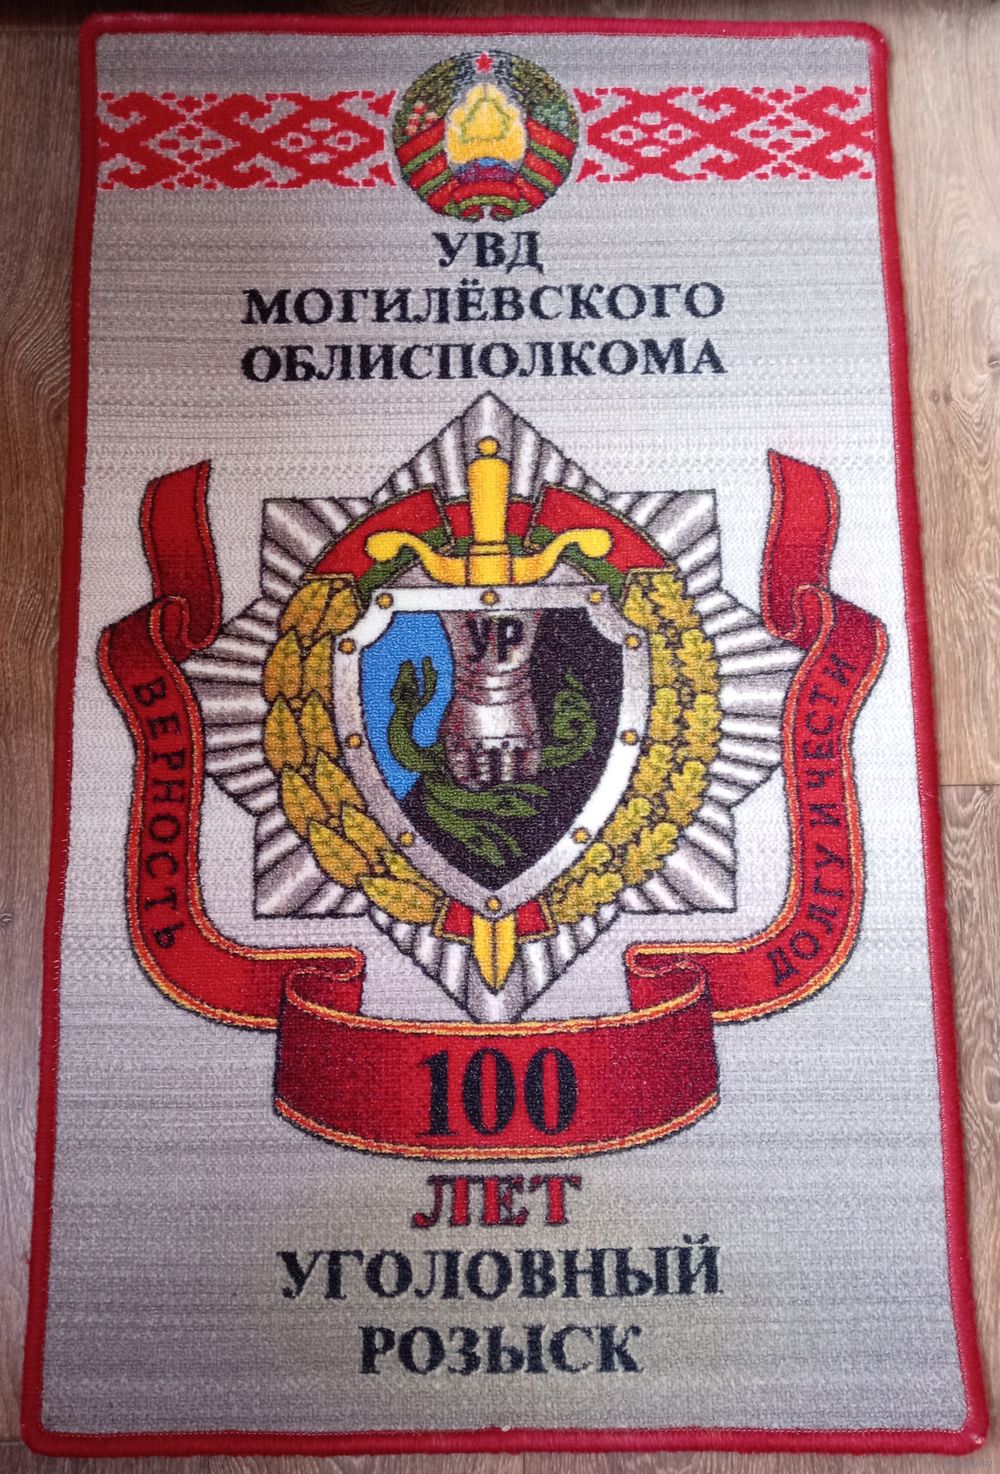 УВД
МОГИЛЁВСКОГО
ОБЛИСПОЛКОМА
УР
ВЕРНОСТЬ
ДОЛГУ И ЧЕСТИ
100
ЛЕТ
УГОЛОВНЫЙ
РОЗЫСК